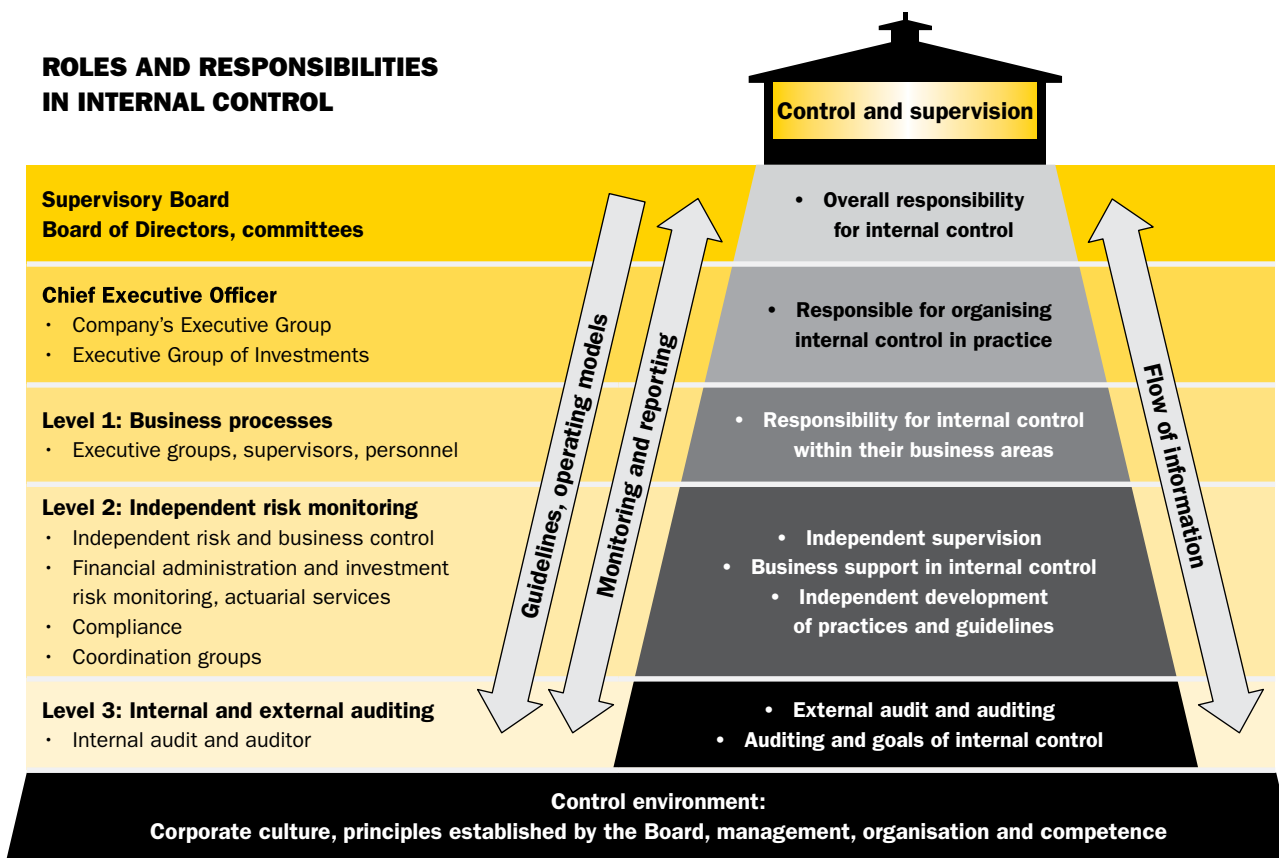 ROLES AND RESPONSIBILITIES
IN INTERNAL CONTROL
Control and supervision
Supervisory Board
Board of Directors, committees
• Overall responsibility
for internal control
Chief Executive Officer
• Company's Executive Group
• Executive Group of Investments
• Responsible for organising
internal control in practice
Level 1: Business processes
• Executive groups, supervisors, personnel
• Responsibility for internal control
within their business areas
Level 2: Independent risk monitoring
• Independent risk and business control
• Financial administration and investment
risk monitoring, actuarial services
• Compliance
• Coordination groups
• Independent supervision
• Business support in internal control
• Independent development
of practices and guidelines
Level 3: Internal and external auditing
• Internal audit and auditor
• External audit and auditing
• Auditing and goals of internal control
Guidelines, operating models
Monitoring and reporting
Flow of information
Control environment:
Corporate culture, principles established by the Board, management, organisation and competence